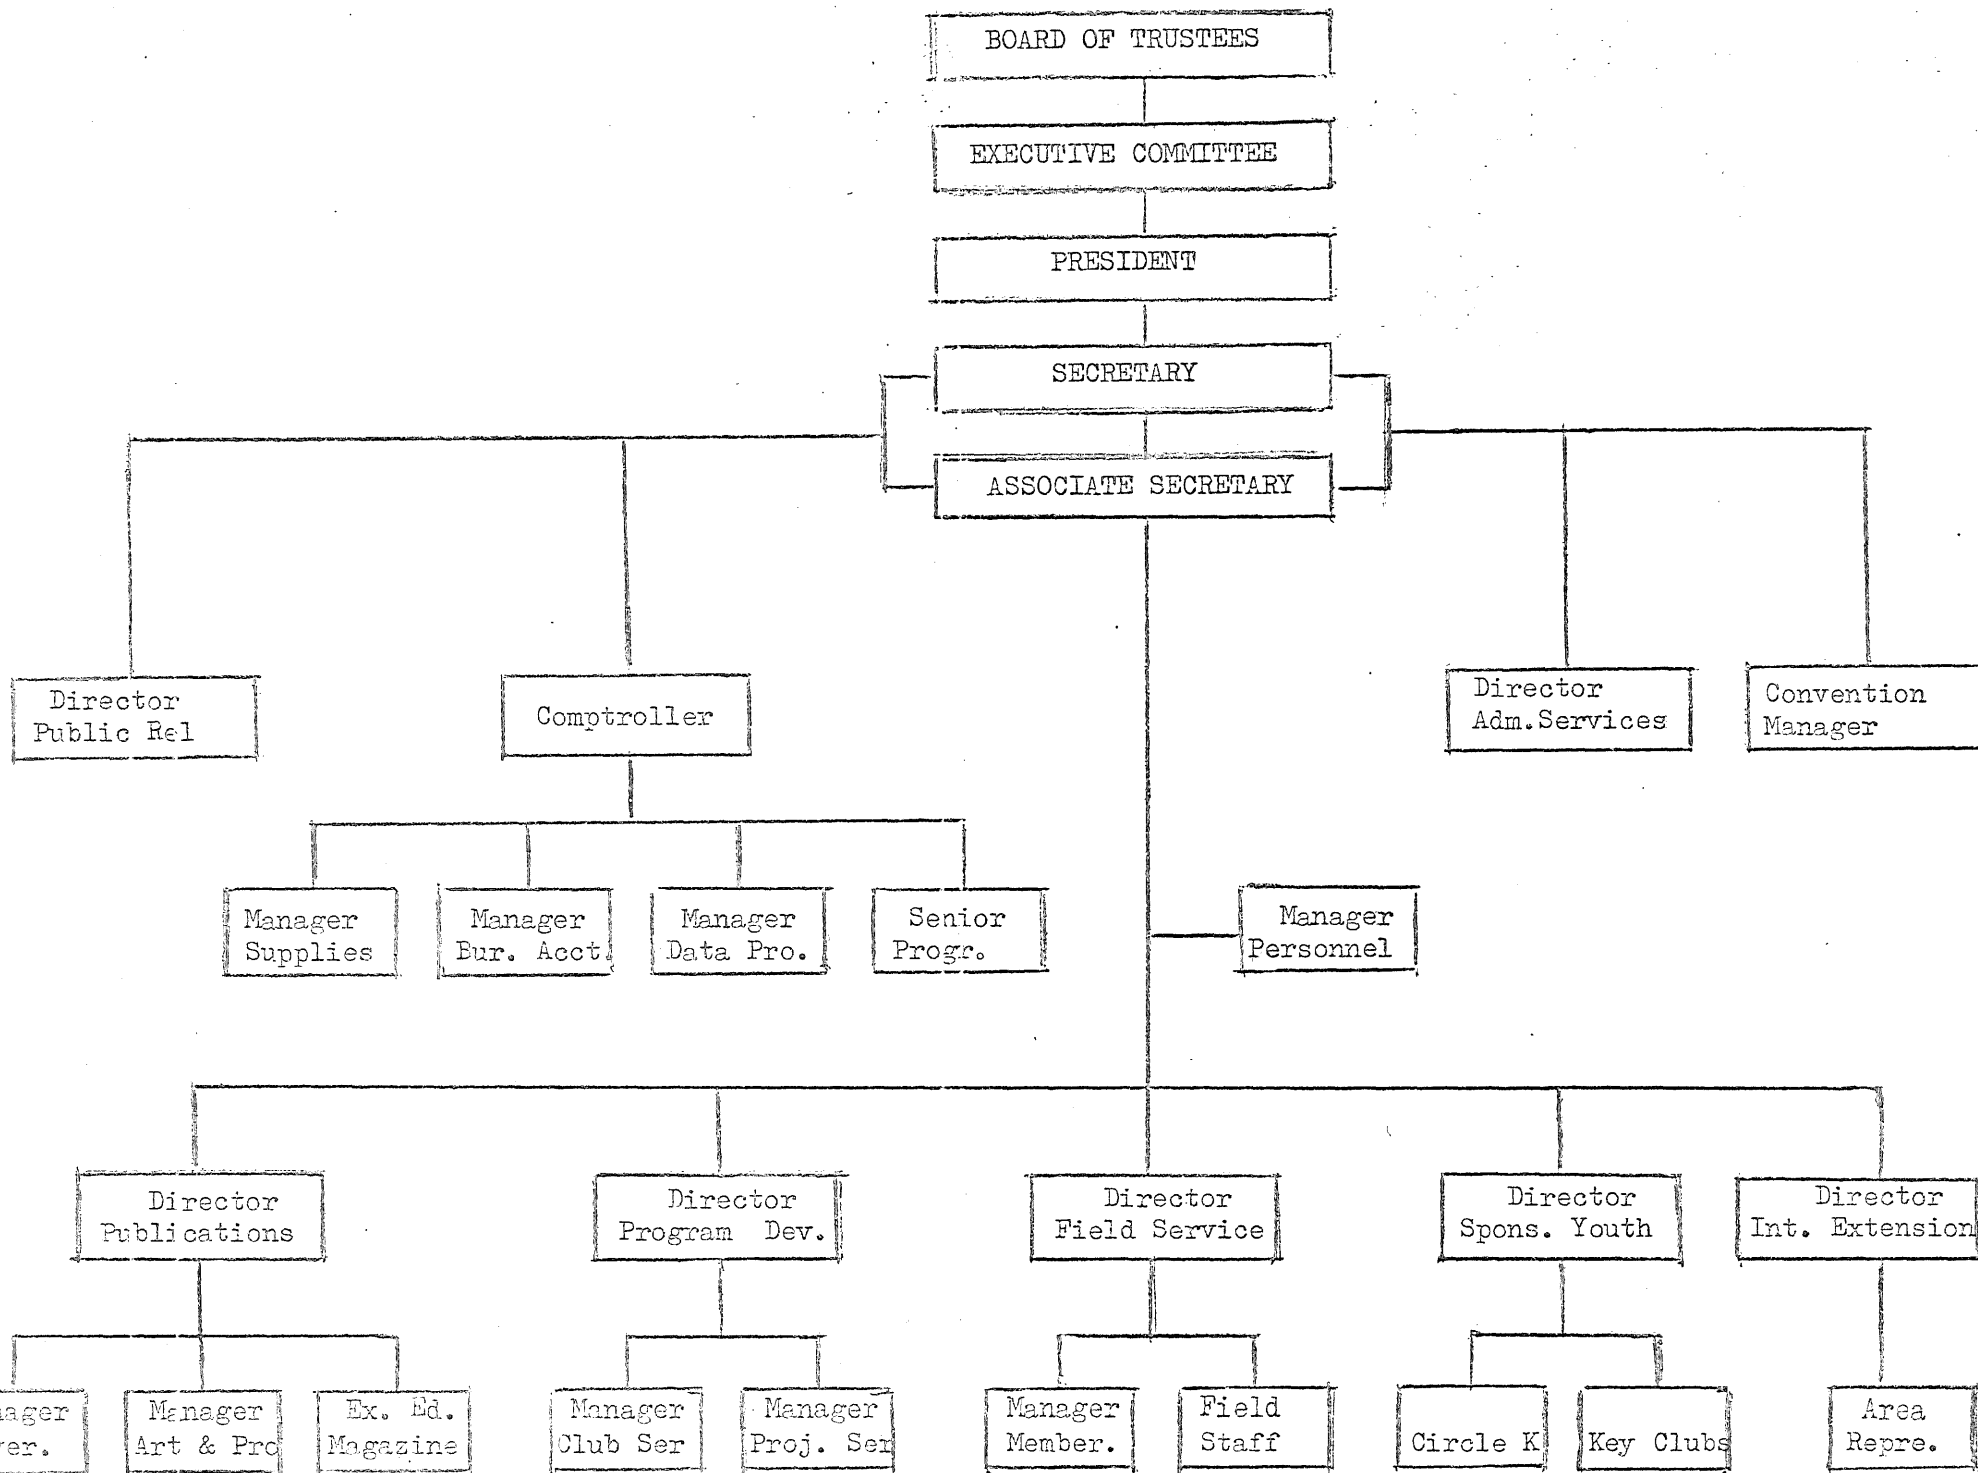 BOARD OF TRUSTEES
EXECUTIVE COMMITTEE
PRESIDENT
SECRETARY
ASSOCIATE SECRETARY
Director
Public Rel
Comptroller
Director
Adm.Services
Convention
Manager
Manager
Supplies
Manager
Bur. Acct.
Manager
Data Pro.
Senior
Progr.
Manager
Personnel
Director
Publications
Director
Program Dev.
Director
Field Service
Director
Spons. Youth
Director
Int. Extension
ager
er.
Manager
Art & Pro
Ex. Ed.
Magazine
Manager
Club Ser
Manager
Proj. Ser
Manager
Member.
Field
Staff
Circle K
Key Clubs
Area
Repre.